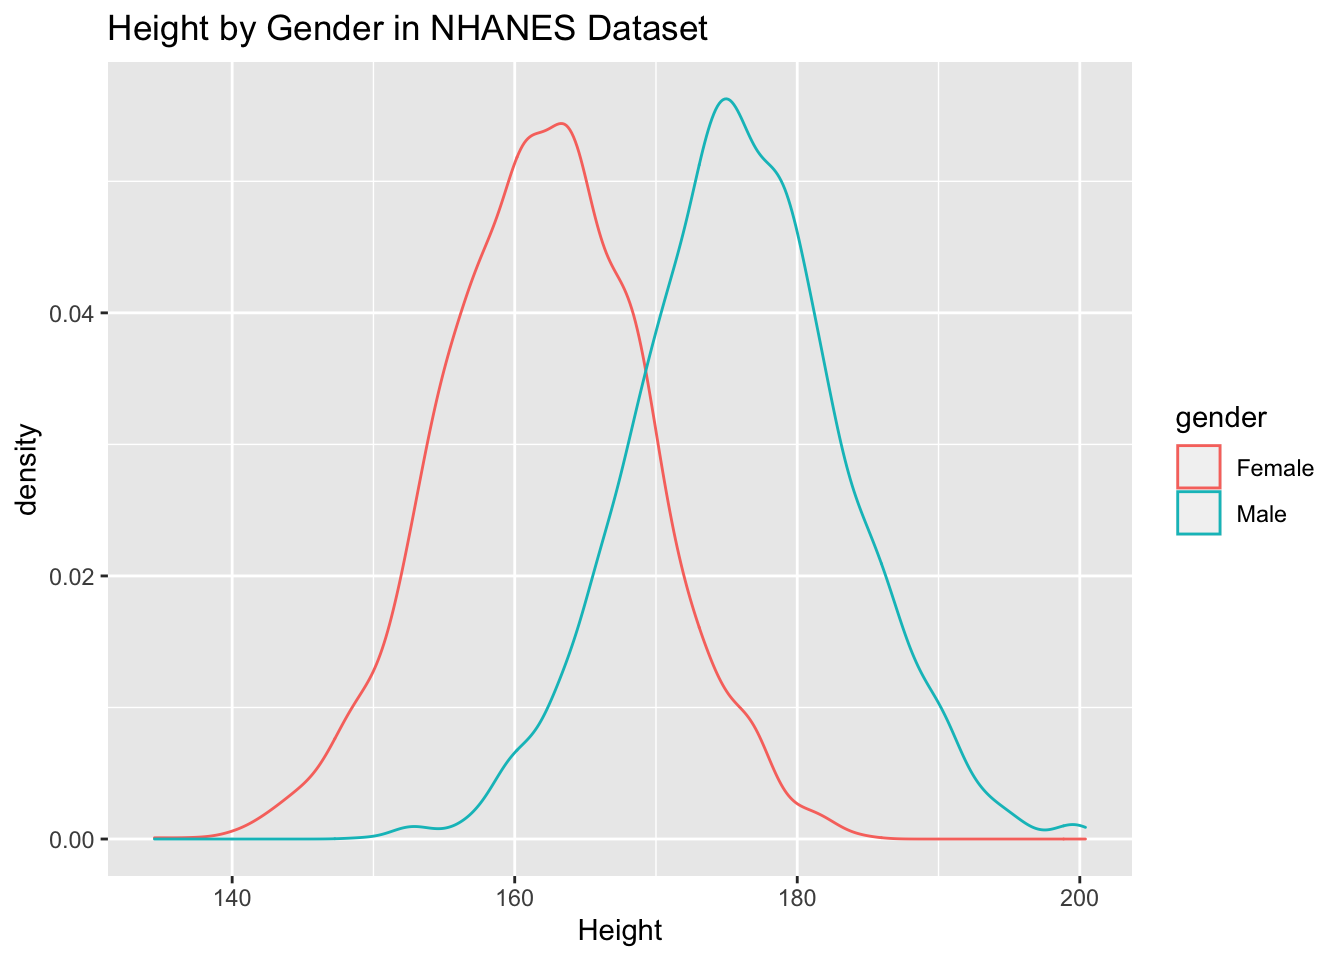 Height by Gender in NHANES Dataset
density
0.04
0.02
0.00
140 160 180 200
Height
gender
Female
Male